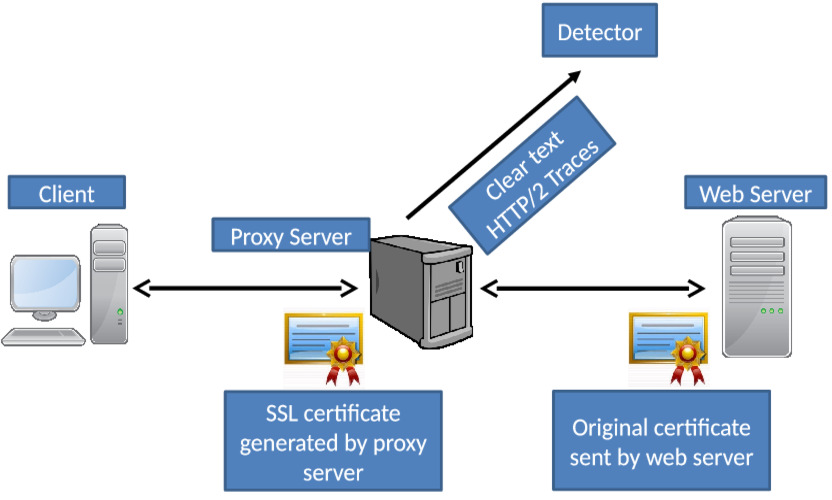 Detector
Clear text
HTTP/2 Traces
Client
Web Server
Proxy Server
SSL certificate
generated by proxy
server
Original certificate
sent by web server